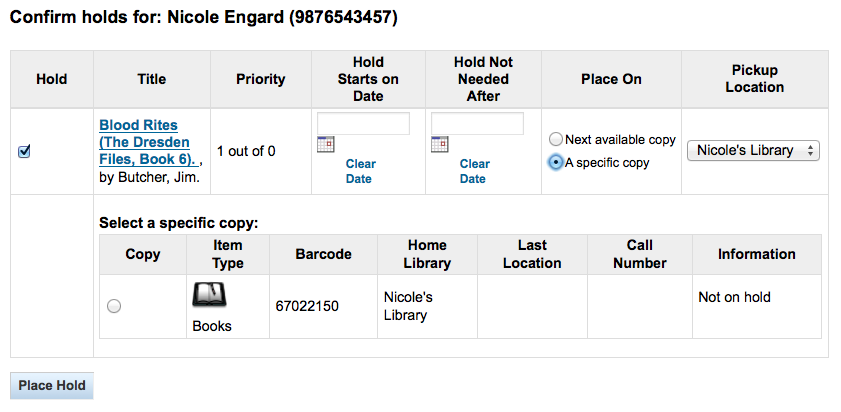 Confirm holds for: Nicole Engard (9876543457)
Hold
Title
Priority
Hold
Starts on
Date
Hold Not
Needed
After
Place On
Pickup
Location
Blood Rites
(The Dresden
Files, Book 6). ,
by Butcher, Jim.
1 out of 0
Clear
Date
Clear
Date
Next available copy
A specific copy
Nicole's Library
Select a specific copy:
Copy
Item
Type
Barcode
Home
Library
Last
Location
Call
Number
Information
Books
67022150
Nicole's
Library
Not on hold
Place Hold